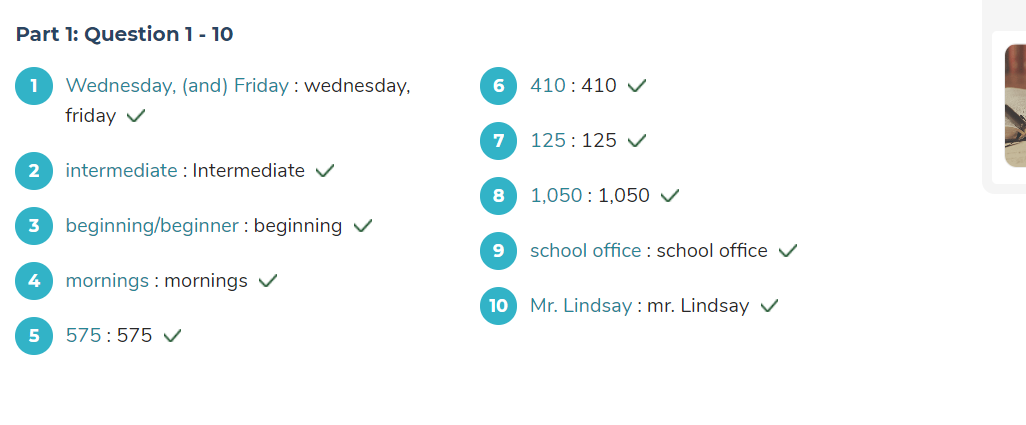 Part 1: Question 1 - 10
1 Wednesday, (and) Friday : wednesday,
friday
2 intermediate : Intermediate
3 beginning/beginner : beginning
4 mornings : mornings
5 575 : 575
6 410 : 410
7 125 : 125
8 1,050 : 1,050
9 school office : school office
10 Mr. Lindsay : mr. Lindsay